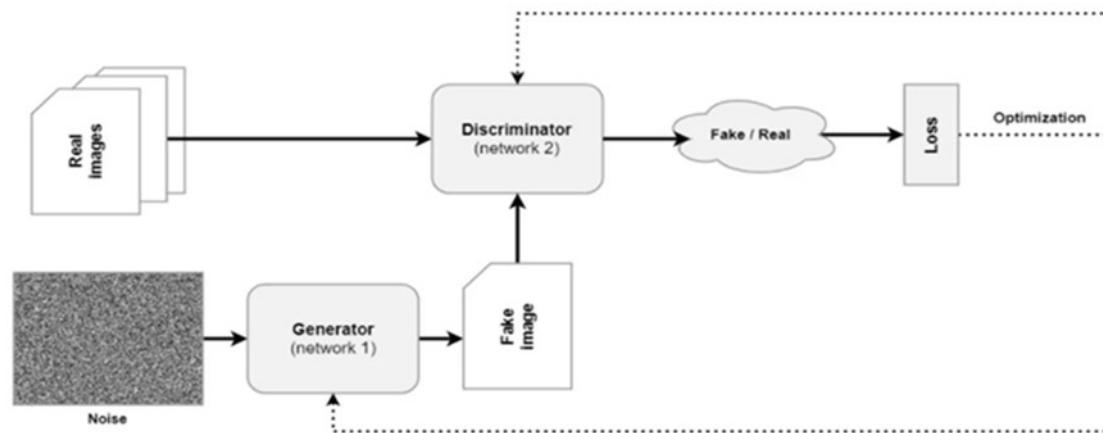 Real
images
Discriminator
(network 2)
Fake / Real
Loss
Optimization
Noise
Generator
(network 1)
Fake
image